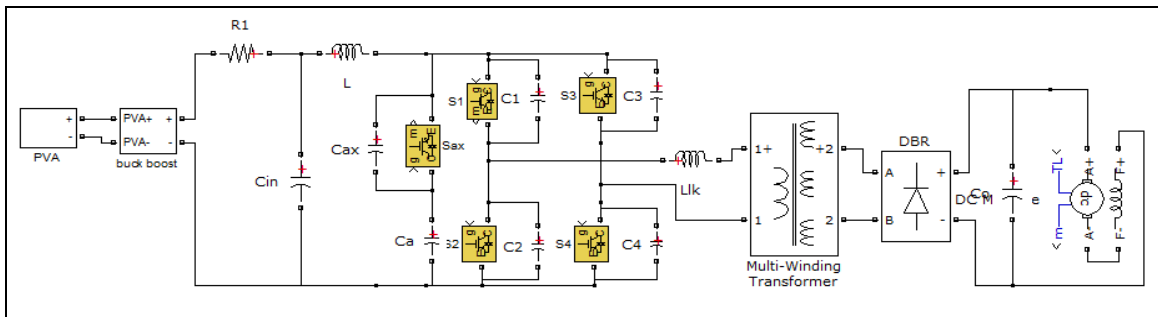 R1
L
S1
C1
S3
C3
PVA+
+
PVA-
-
+
-
PVA
buck boost
Cax
m
Sax
Cin
Ca
S2
C2
S4
C4
Llk
1+
+2
1
2
Multi-Winding
Transformer
DBR
A
B
+
-
DC M
Co
e
TL
m
dc
A+
A-
F+
F-